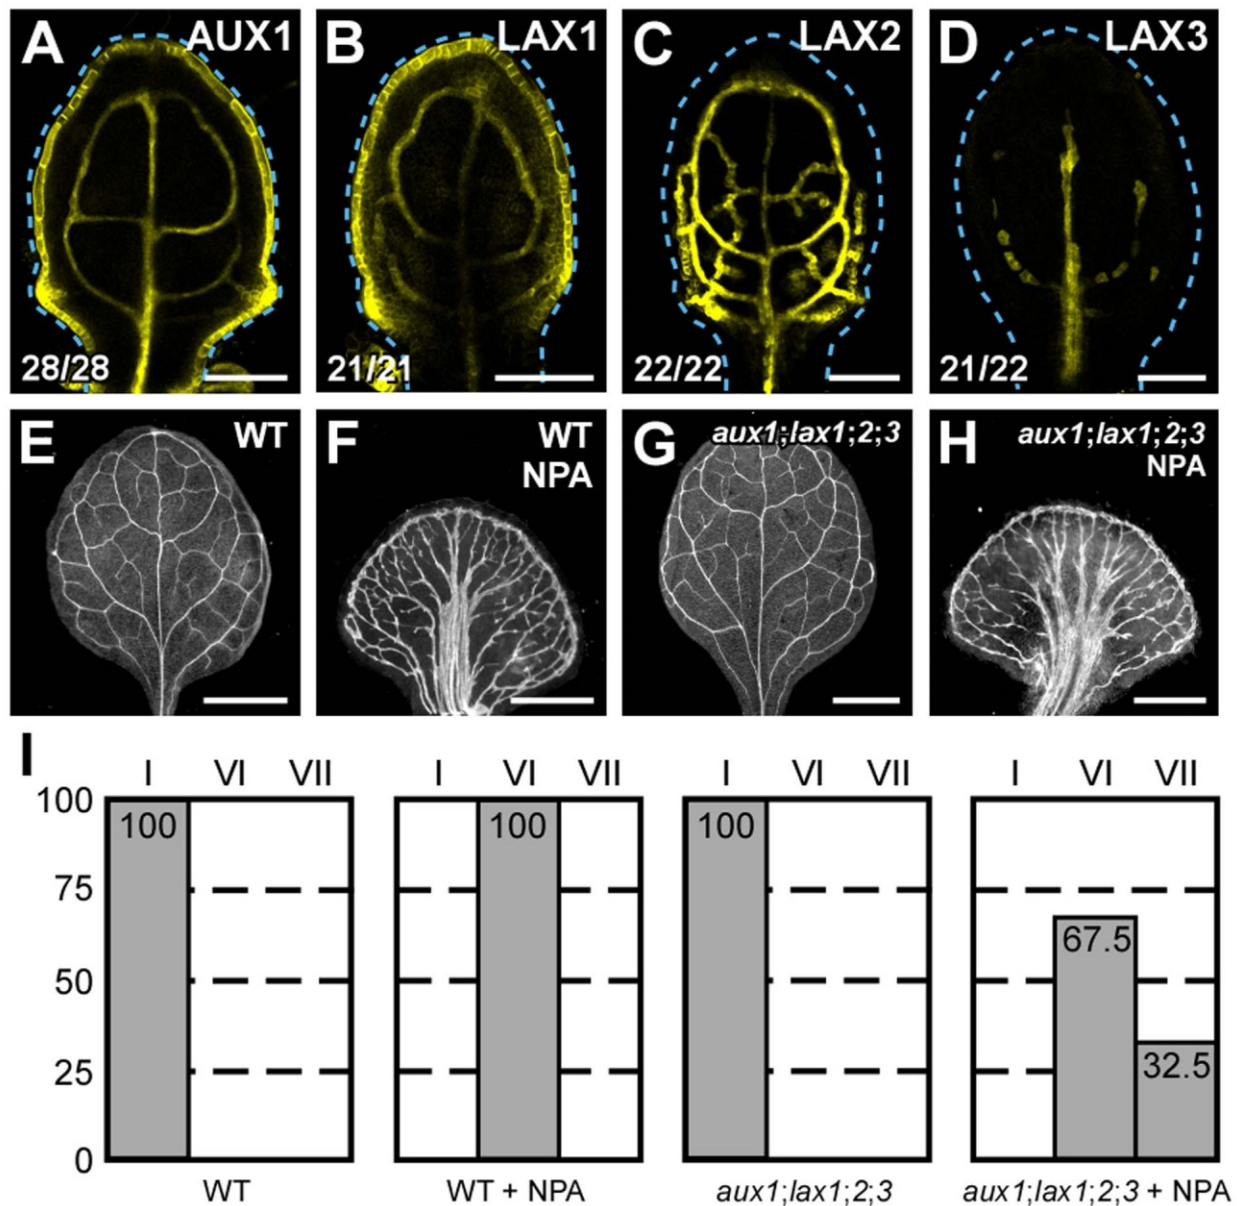 A AUX1
28/28
B LAX1
21/21
C LAX2
22/22
D LAX3
21/22
E WT
F WT
NPA
G aux1;lax1;2;3
H aux1;lax1;2;3
NPA
I
I VI VII
I VI VII
I VI VII
I VI VII
100
75
50
25
0
100
100
100
67.5
32.5
WT
WT + NPA
aux1;lax1;2;3
aux1;lax1;2;3 + NPA